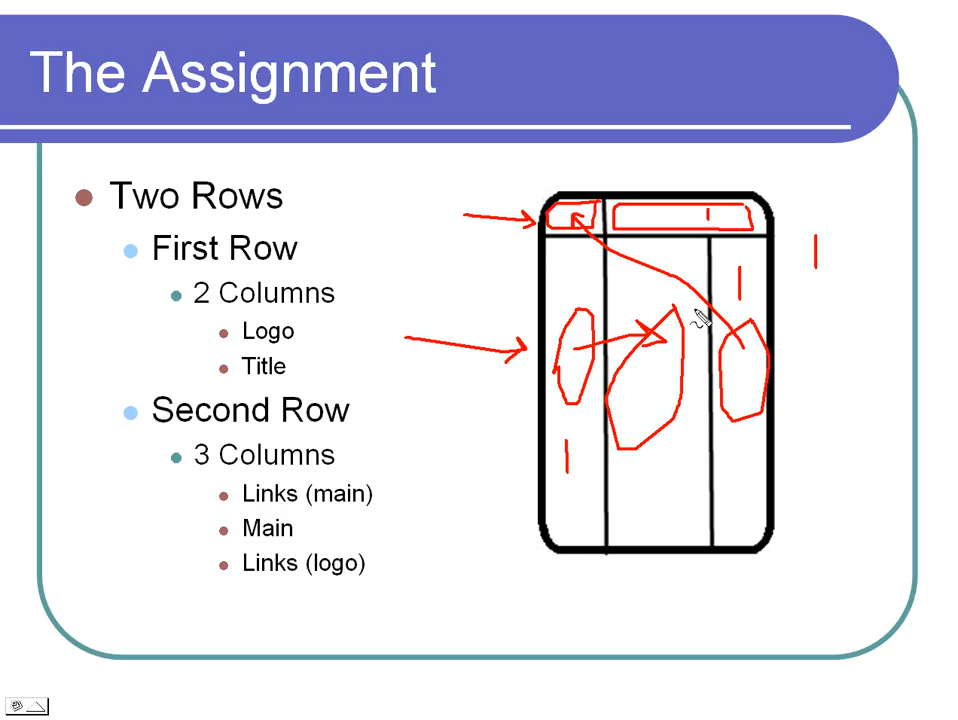 The Assignment
Two Rows
First Row
2 Columns
Logo
Title
Second Row
3 Columns
Links (main)
Main
Links (logo)